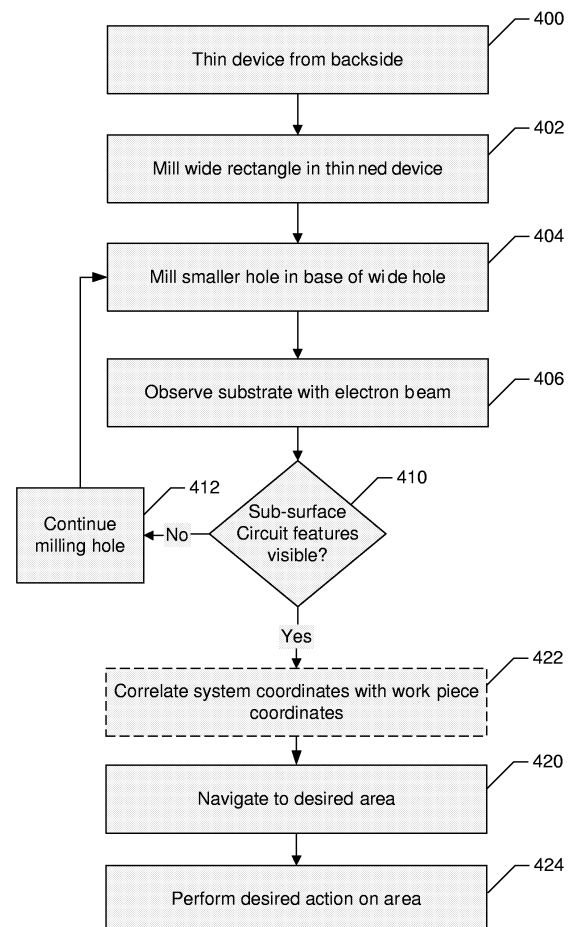 400
Thin device from backside
402
Mill wide rectangle in thinned device
404
Mill smaller hole in base of wide hole
406
Observe substrate with electron beam
410
412
Sub-surface
Circuit features
visible?
Continue
milling hole
No
Yes
422
Correlate system coordinates with work piece
coordinates
420
Navigate to desired area
424
Perform desired action on area